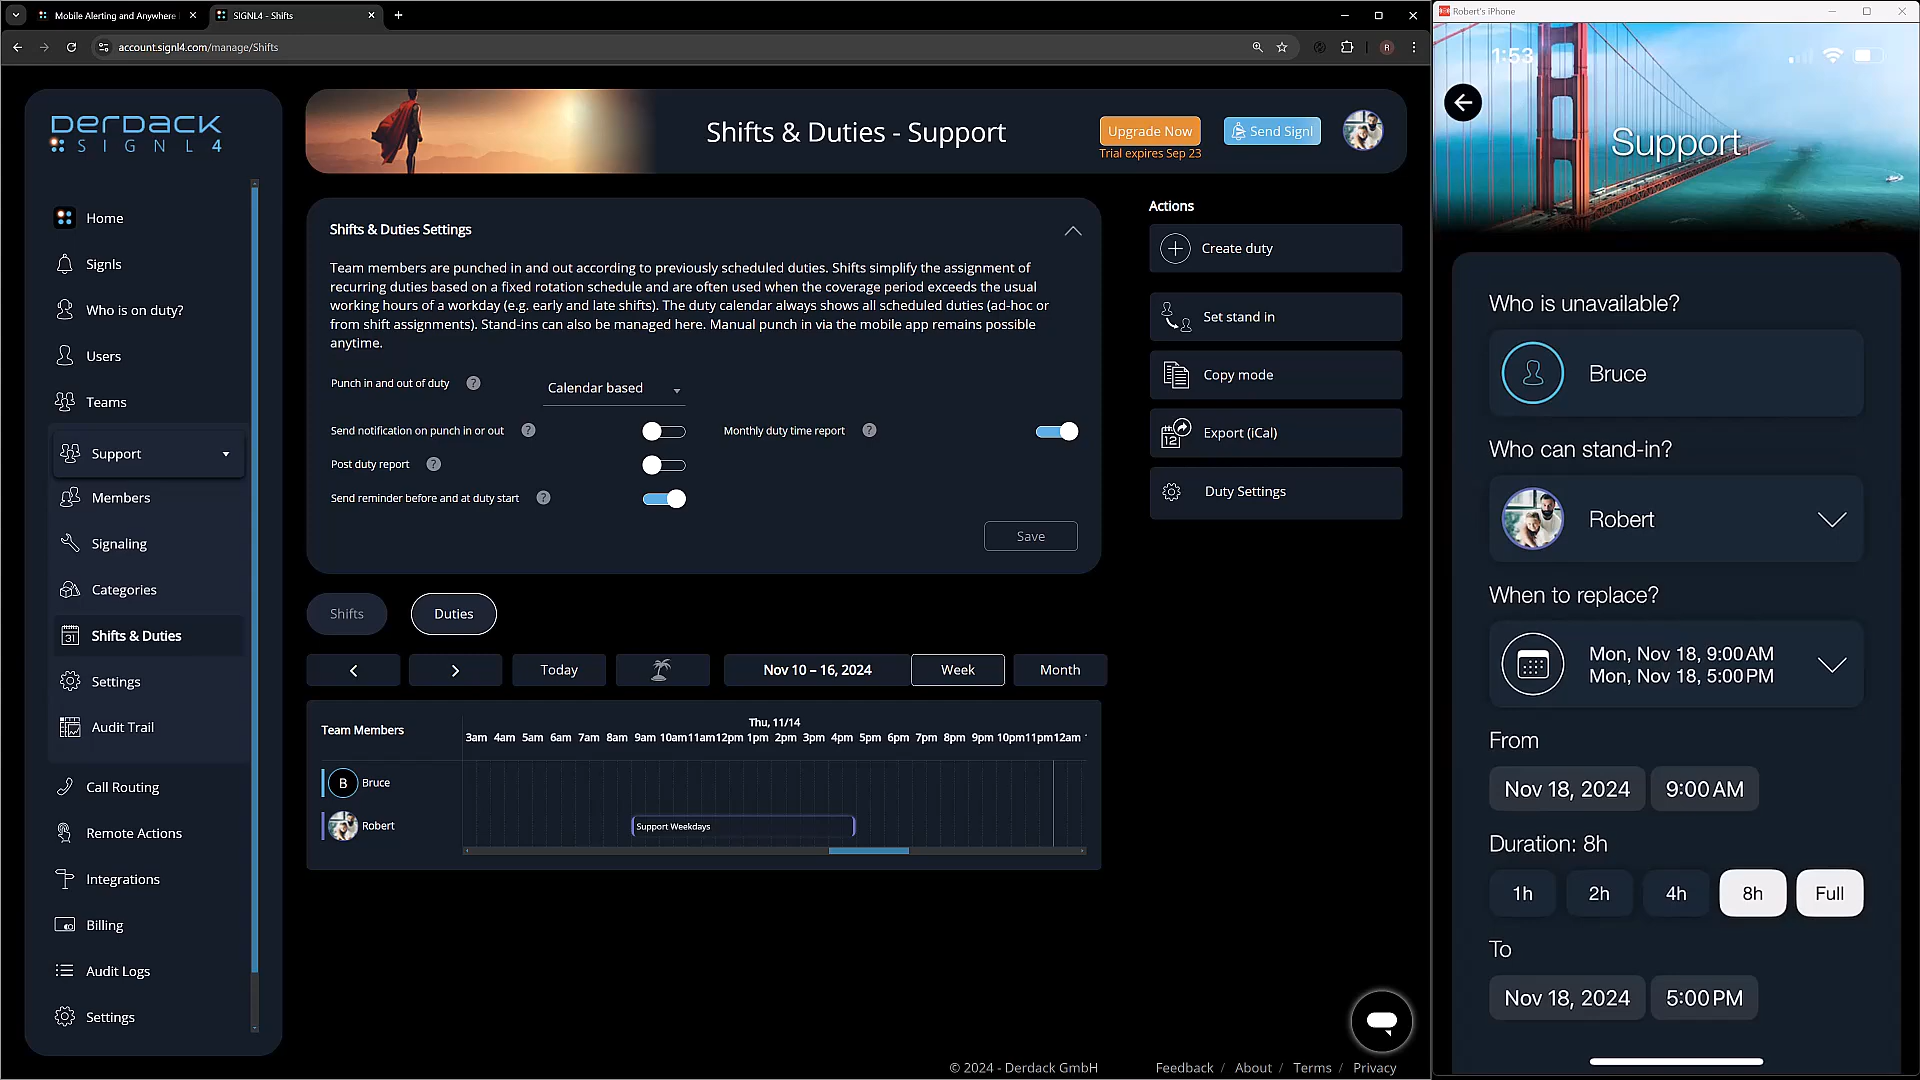 Mobile Alerting and Anywhere
SIGNL4 - Shifts
account.signl4.com/manage/Shifts
R
DERDACK
SIGNL4
Home
Signls
Who is on duty?
Users
Teams
Support
Members
Signaling
Categories
Shifts & Duties
Settings
Audit Trail
Call Routing
Remote Actions
Integrations
Billing
Audit Logs
Settings
Shifts & Duties - Support
Upgrade Now
Trial expires Sep 23
Send Signl
Shifts & Duties Settings
Team members are punched in and out according to previously scheduled duties. Shifts simplify the assignment of
recurring duties based on a fixed rotation schedule and are often used when the coverage period exceeds the usual
working hours of a workday (e.g. early and late shifts). The duty calendar always shows all scheduled duties (ad-hoc or
from shift assignments). Stand-ins can also be managed here. Manual punch in via the mobile app remains possible
anytime.
Punch in and out of duty ?
Calendar based
Send notification on punch in or out ?
Monthly duty time report ?
Post duty report ?
Send reminder before and at duty start ?
Save
Actions
Create duty
Set stand in
Copy mode
12
Export (iCal)
Duty Settings
Shifts
Duties
Today
Nov 10 – 16, 2024
Week
Month
Team Members
Thu, 11/14
3am 4am 5am 6am 7am 8am 9am 10am 11am 12pm 1pm 2pm 3pm 4pm 5pm 6pm 7pm 8pm 9pm 10pm 11pm 12am
B Bruce
Robert
Support Weekdays
© 2024 - Derdack GmbH
Feedback / About / Terms / Privacy
Robert's iPhone
1:53
Support
Who is unavailable?
Bruce
Who can stand-in?
Robert
When to replace?
Mon, Nov 18, 9:00 AM
Mon, Nov 18, 5:00 PM
From
Nov 18, 2024
9:00 AM
Duration: 8h
1h
2h
4h
8h
Full
To
Nov 18, 2024
5:00 PM